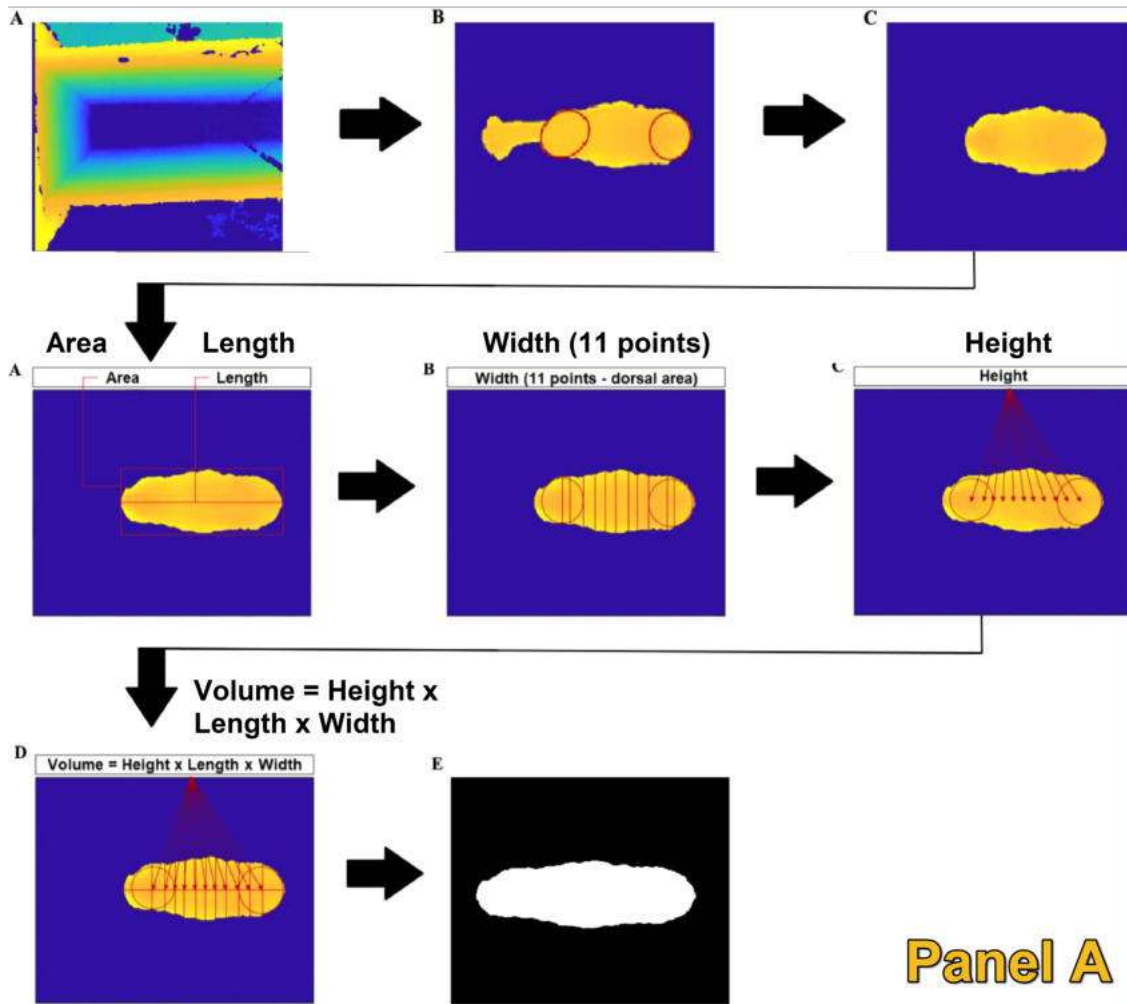 A
B
C
Area
Length
Width (11 points)
Height
A
Area
Length
B
Width (11 points - dorsal area)
C
Height
Volume = Height x
Length x Width
D
Volume = Height x Length x Width
E
Panel A